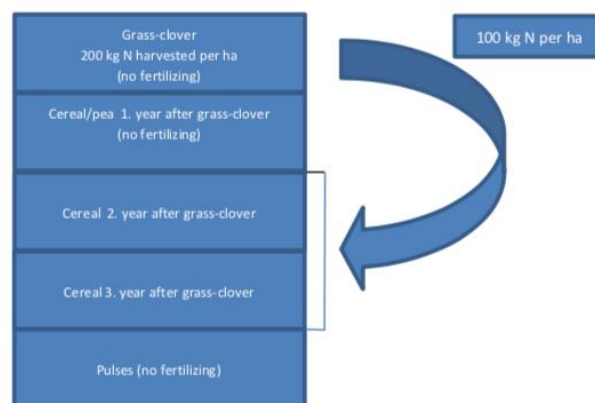 Grass-clover
200 kg N harvested per ha
(no fertilizing)
100 kg N per ha
Cereal/pea 1. year after grass-clover
(no fertilizing)
Cereal 2. year after grass-clover
Cereal 3. year after grass-clover
Pulses (no fertilizing)